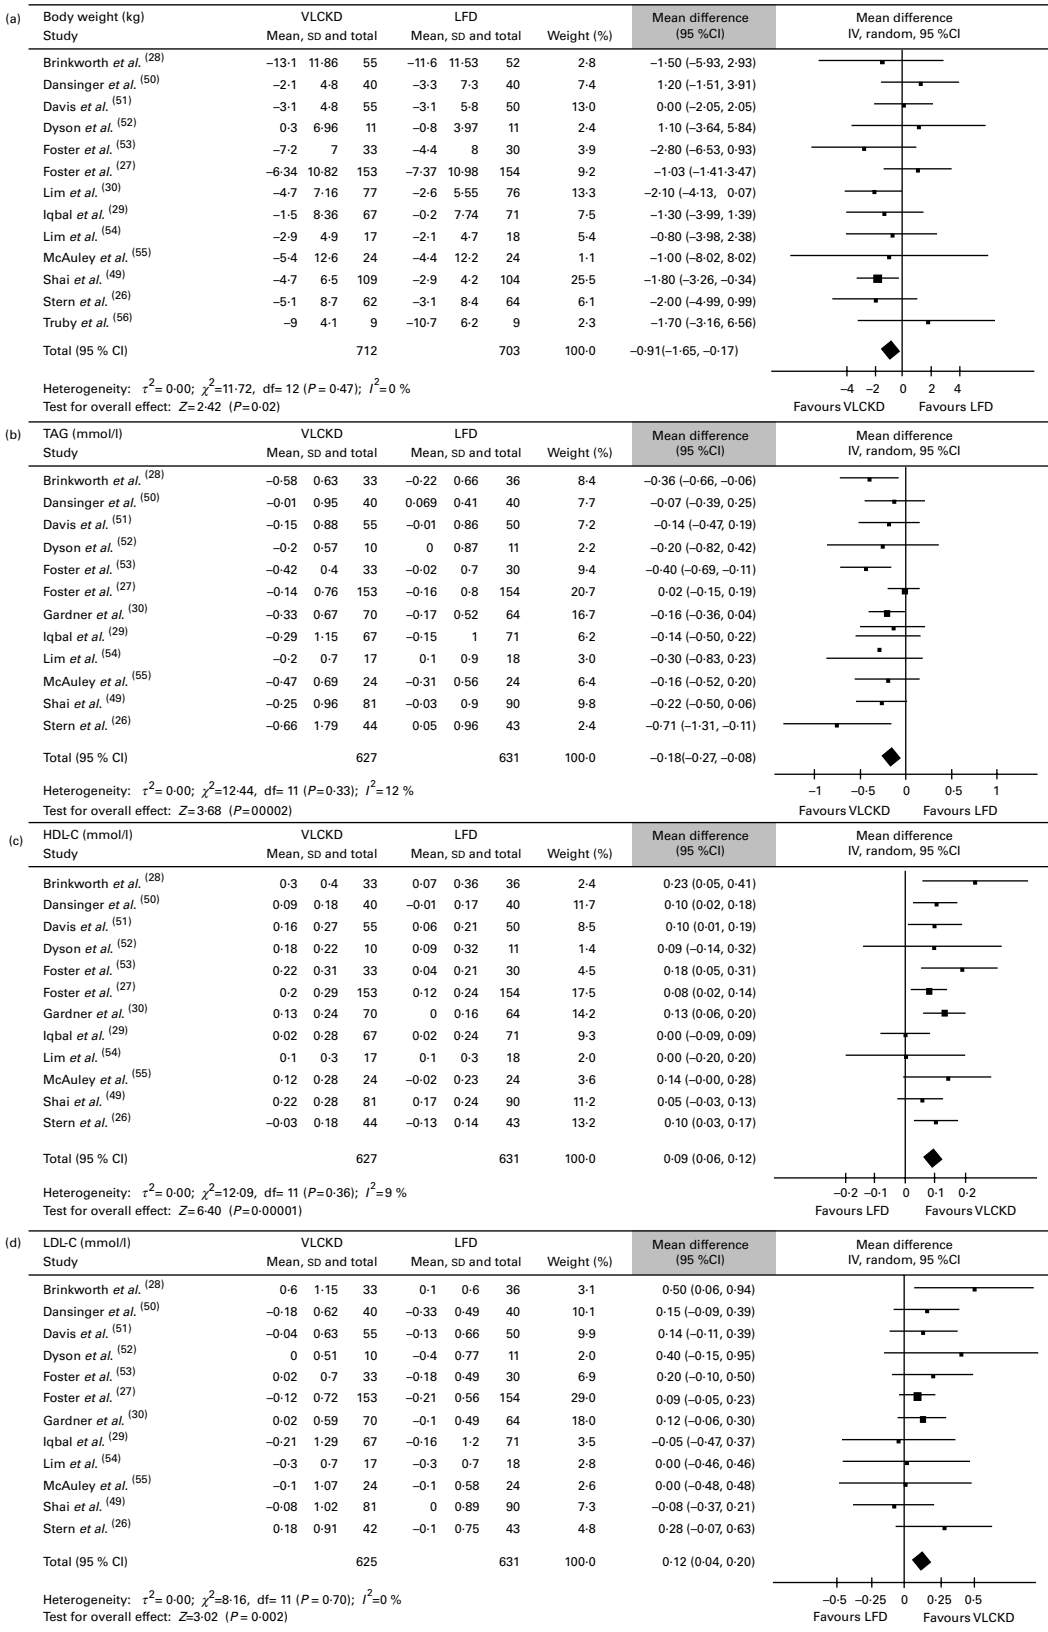 (a) Body weight (kg) VLCKD LFD Mean difference Mean difference
Study Mean, SD and total Mean, SD and total Weight (%) (95 %CI) IV, random, 95 %CI
Brinkworth et al. (28) −13·1 11·86 55 −11·6 11·53 52 2·8 −1·50 (−5·93, 2·93)
Dansinger et al. (50) −2·1 4·8 40 −3·3 7·3 40 7·4 1·20 (−1·51, 3·91)
Davis et al. (51) −3·1 4·8 55 −3·1 5·8 50 13·0 0·00 (−2·05, 2·05)
Dyson et al. (52) 0·3 6·96 11 −0·8 3·97 11 2·4 1·10 (−3·64, 5·84)
Foster et al. (53) −7·2 7 33 −4·4 8 30 3·9 −2·80 (−6·53, 0·93)
Foster et al. (27) −6·34 10·82 153 −7·37 10·98 154 9·2 −1·03 (−1·41·3·47)
Lim et al. (30) −4·7 7·16 77 −2·6 5·55 76 13·3 −2·10 (−4·13, 0·07)
Iqbal et al. (29) −1·5 8·36 67 −0·2 7·74 71 7·5 −1·30 (−3·99, 1·39)
Lim et al. (54) −2·9 4·9 17 −2·1 4·7 18 5·4 −0·80 (−3·98, 2·38)
McAuley et al. (55) −5·4 12·6 24 −4·4 12·2 24 1·1 −1·00 (−8·02, 8·02)
Shai et al. (49) −4·7 6·5 109 −2·9 4·2 104 25·5 −1·80 (−3·26, −0·34)
Stern et al. (26) −5·1 8·7 62 −3·1 8·4 64 6·1 −2·00 (−4·99, 0·99)
Truby et al. (56) −9 4·1 9 −10·7 6·2 9 2·3 −1·70 (−3·16, 6·56)
Total (95 % CI) 712 703 100·0 −0·91(−1·65, −0·17)
−4 −2 0 2 4
Heterogeneity: τ²= 0·00; χ²=11·72, df= 12 (P = 0·47); I²=0 %
Test for overall effect: Z=2·42 (P=0·02)
Favours VLCKD Favours LFD
(b) TAG (mmol/l) VLCKD LFD Mean difference Mean difference
Study Mean, SD and total Mean, SD and total Weight (%) (95 %CI) IV, random, 95 %CI
Brinkworth et al. (28) −0·58 0·63 33 −0·22 0·66 36 8·4 −0·36 (−0·66, −0·06)
Dansinger et al. (50) −0·01 0·95 40 0·069 0·41 40 7·7 −0·07 (−0·39, 0·25)
Davis et al. (51) −0·15 0·88 55 −0·01 0·86 50 7·2 −0·14 (−0·47, 0·19)
Dyson et al. (52) −0·2 0·57 10 0 0·87 11 2·2 −0·20 (−0·82, 0·42)
Foster et al. (53) −0·42 0·4 33 −0·02 0·7 30 9·4 −0·40 (−0·69, −0·11)
Foster et al. (27) −0·14 0·76 153 −0·16 0·8 154 20·7 0·02 (−0·15, 0·19)
Gardner et al. (30) −0·33 0·67 70 −0·17 0·52 64 16·7 −0·16 (−0·36, 0·04)
Iqbal et al. (29) −0·29 1·15 67 −0·15 1 71 6·2 −0·14 (−0·50, 0·22)
Lim et al. (54) −0·2 0·7 17 0·1 0·9 18 3·0 −0·30 (−0·83, 0·23)
McAuley et al. (55) −0·47 0·69 24 −0·31 0·56 24 6·4 −0·16 (−0·52, 0·20)
Shai et al. (49) −0·25 0·96 81 −0·03 0·9 90 9·8 −0·22 (−0·50, 0·06)
Stern et al. (26) −0·66 1·79 44 0·05 0·96 43 2·4 −0·71 (−1·31, −0·11)
Total (95 % CI) 627 631 100·0 −0·18(−0·27, −0·08)
−1 −0·5 0 0·5 1
Heterogeneity: τ²= 0·00; χ²=12·44, df= 11 (P=0·33); I²=12 %
Test for overall effect: Z=3·68 (P=00002)
Favours VLCKD Favours LFD
(c) HDL-C (mmol/l) VLCKD LFD Mean difference Mean difference
Study Mean, SD and total Mean, SD and total Weight (%) (95 %CI) IV, random, 95 %CI
Brinkworth et al. (28) 0·3 0·4 33 0·07 0·36 36 2·4 0·23 (0·05, 0·41)
Dansinger et al. (50) 0·09 0·18 40 −0·01 0·17 40 11·7 0·10 (0·02, 0·18)
Davis et al. (51) 0·16 0·27 55 0·06 0·21 50 8·5 0·10 (0·01, 0·19)
Dyson et al. (52) 0·18 0·22 10 0·09 0·32 11 1·4 0·09 (−0·14, 0·32)
Foster et al. (53) 0·22 0·31 33 0·04 0·21 30 4·5 0·18 (0·05, 0·31)
Foster et al. (27) 0·2 0·29 153 0·12 0·24 154 17·5 0·08 (0·02, 0·14)
Gardner et al. (30) 0·13 0·24 70 0 0·16 64 14·2 0·13 (0·06, 0·20)
Iqbal et al. (29) 0·02 0·28 67 0·02 0·24 71 9·3 0·00 (−0·09, 0·09)
Lim et al. (54) 0·1 0·3 17 0·1 0·3 18 2·0 0·00 (−0·20, 0·20)
McAuley et al. (55) 0·12 0·28 24 −0·02 0·23 24 3·6 0·14 (−0·00, 0·28)
Shai et al. (49) 0·22 0·28 81 0·17 0·24 90 11·2 0·05 (−0·03, 0·13)
Stern et al. (26) −0·03 0·18 44 −0·13 0·14 43 13·2 0·10 (0·03, 0·17)
Total (95 % CI) 627 631 100·0 0·09 (0·06, 0·12)
−0·2 −0·1 0 0·1 0·2
Heterogeneity: τ²= 0·00; χ²=12·09, df= 11 (P=0·36); I²=9 %
Test for overall effect: Z=6·40 (P=0·00001)
Favours LFD Favours VLCKD
(d) LDL-C (mmol/l) VLCKD LFD Mean difference Mean difference
Study Mean, SD and total Mean, SD and total Weight (%) (95 %CI) IV, random, 95 %CI
Brinkworth et al. (28) 0·6 1·15 33 0·1 0·6 36 3·1 0·50 (0·06, 0·94)
Dansinger et al. (50) −0·18 0·62 40 −0·33 0·49 40 10·1 0·15 (−0·09, 0·39)
Davis et al. (51) −0·04 0·63 55 −0·13 0·66 50 9·9 0·14 (−0·11, 0·39)
Dyson et al. (52) 0 0·51 10 −0·4 0·77 11 2·0 0·40 (−0·15, 0·95)
Foster et al. (53) 0·02 0·7 33 −0·18 0·49 30 6·9 0·20 (−0·10, 0·50)
Foster et al. (27) −0·12 0·72 153 −0·21 0·56 154 29·0 0·09 (−0·05, 0·23)
Gardner et al. (30) 0·02 0·59 70 −0·1 0·49 64 18·0 0·12 (−0·06, 0·30)
Iqbal et al. (29) −0·21 1·29 67 −0·16 1·2 71 3·5 −0·05 (−0·47, 0·37)
Lim et al. (54) −0·3 0·7 17 −0·3 0·7 18 2·8 0·00 (−0·46, 0·46)
McAuley et al. (55) −0·1 1·07 24 −0·1 0·58 24 2·6 0·00 (−0·48, 0·48)
Shai et al. (49) −0·08 1·02 81 0 0·89 90 7·3 −0·08 (−0·37, 0·21)
Stern et al. (26) 0·18 0·91 42 −0·1 0·75 43 4·8 0·28 (−0·07, 0·63)
Total (95 % CI) 625 631 100·0 0·12 (0·04, 0·20)
Heterogeneity: τ²= 0·00; χ²=8·16, df= 11 (P = 0·70); I²=0 %
−0·5 −0·25 0 0·25 0·5
Test for overall effect: Z=3·02 (P = 0·002)
Favours LFD Favours VLCKD